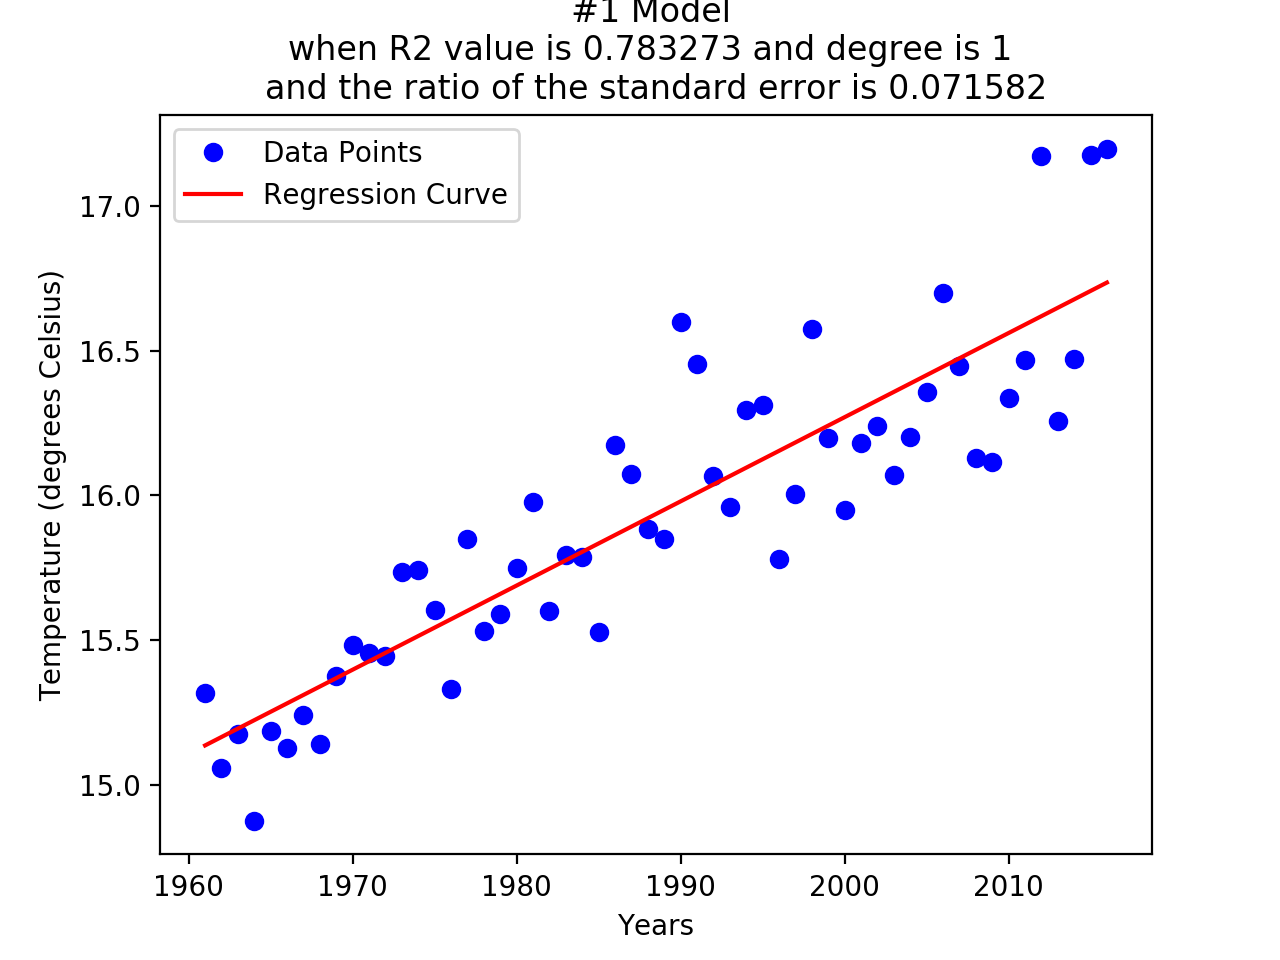 #1 Model
when R2 value is 0.783273 and degree is 1
and the ratio of the standard error is 0.071582
Data Points
Regression Curve
17.0
16.5
16.0
15.5
15.0
Temperature (degrees Celsius)
1960 1970 1980 1990 2000 2010
Years